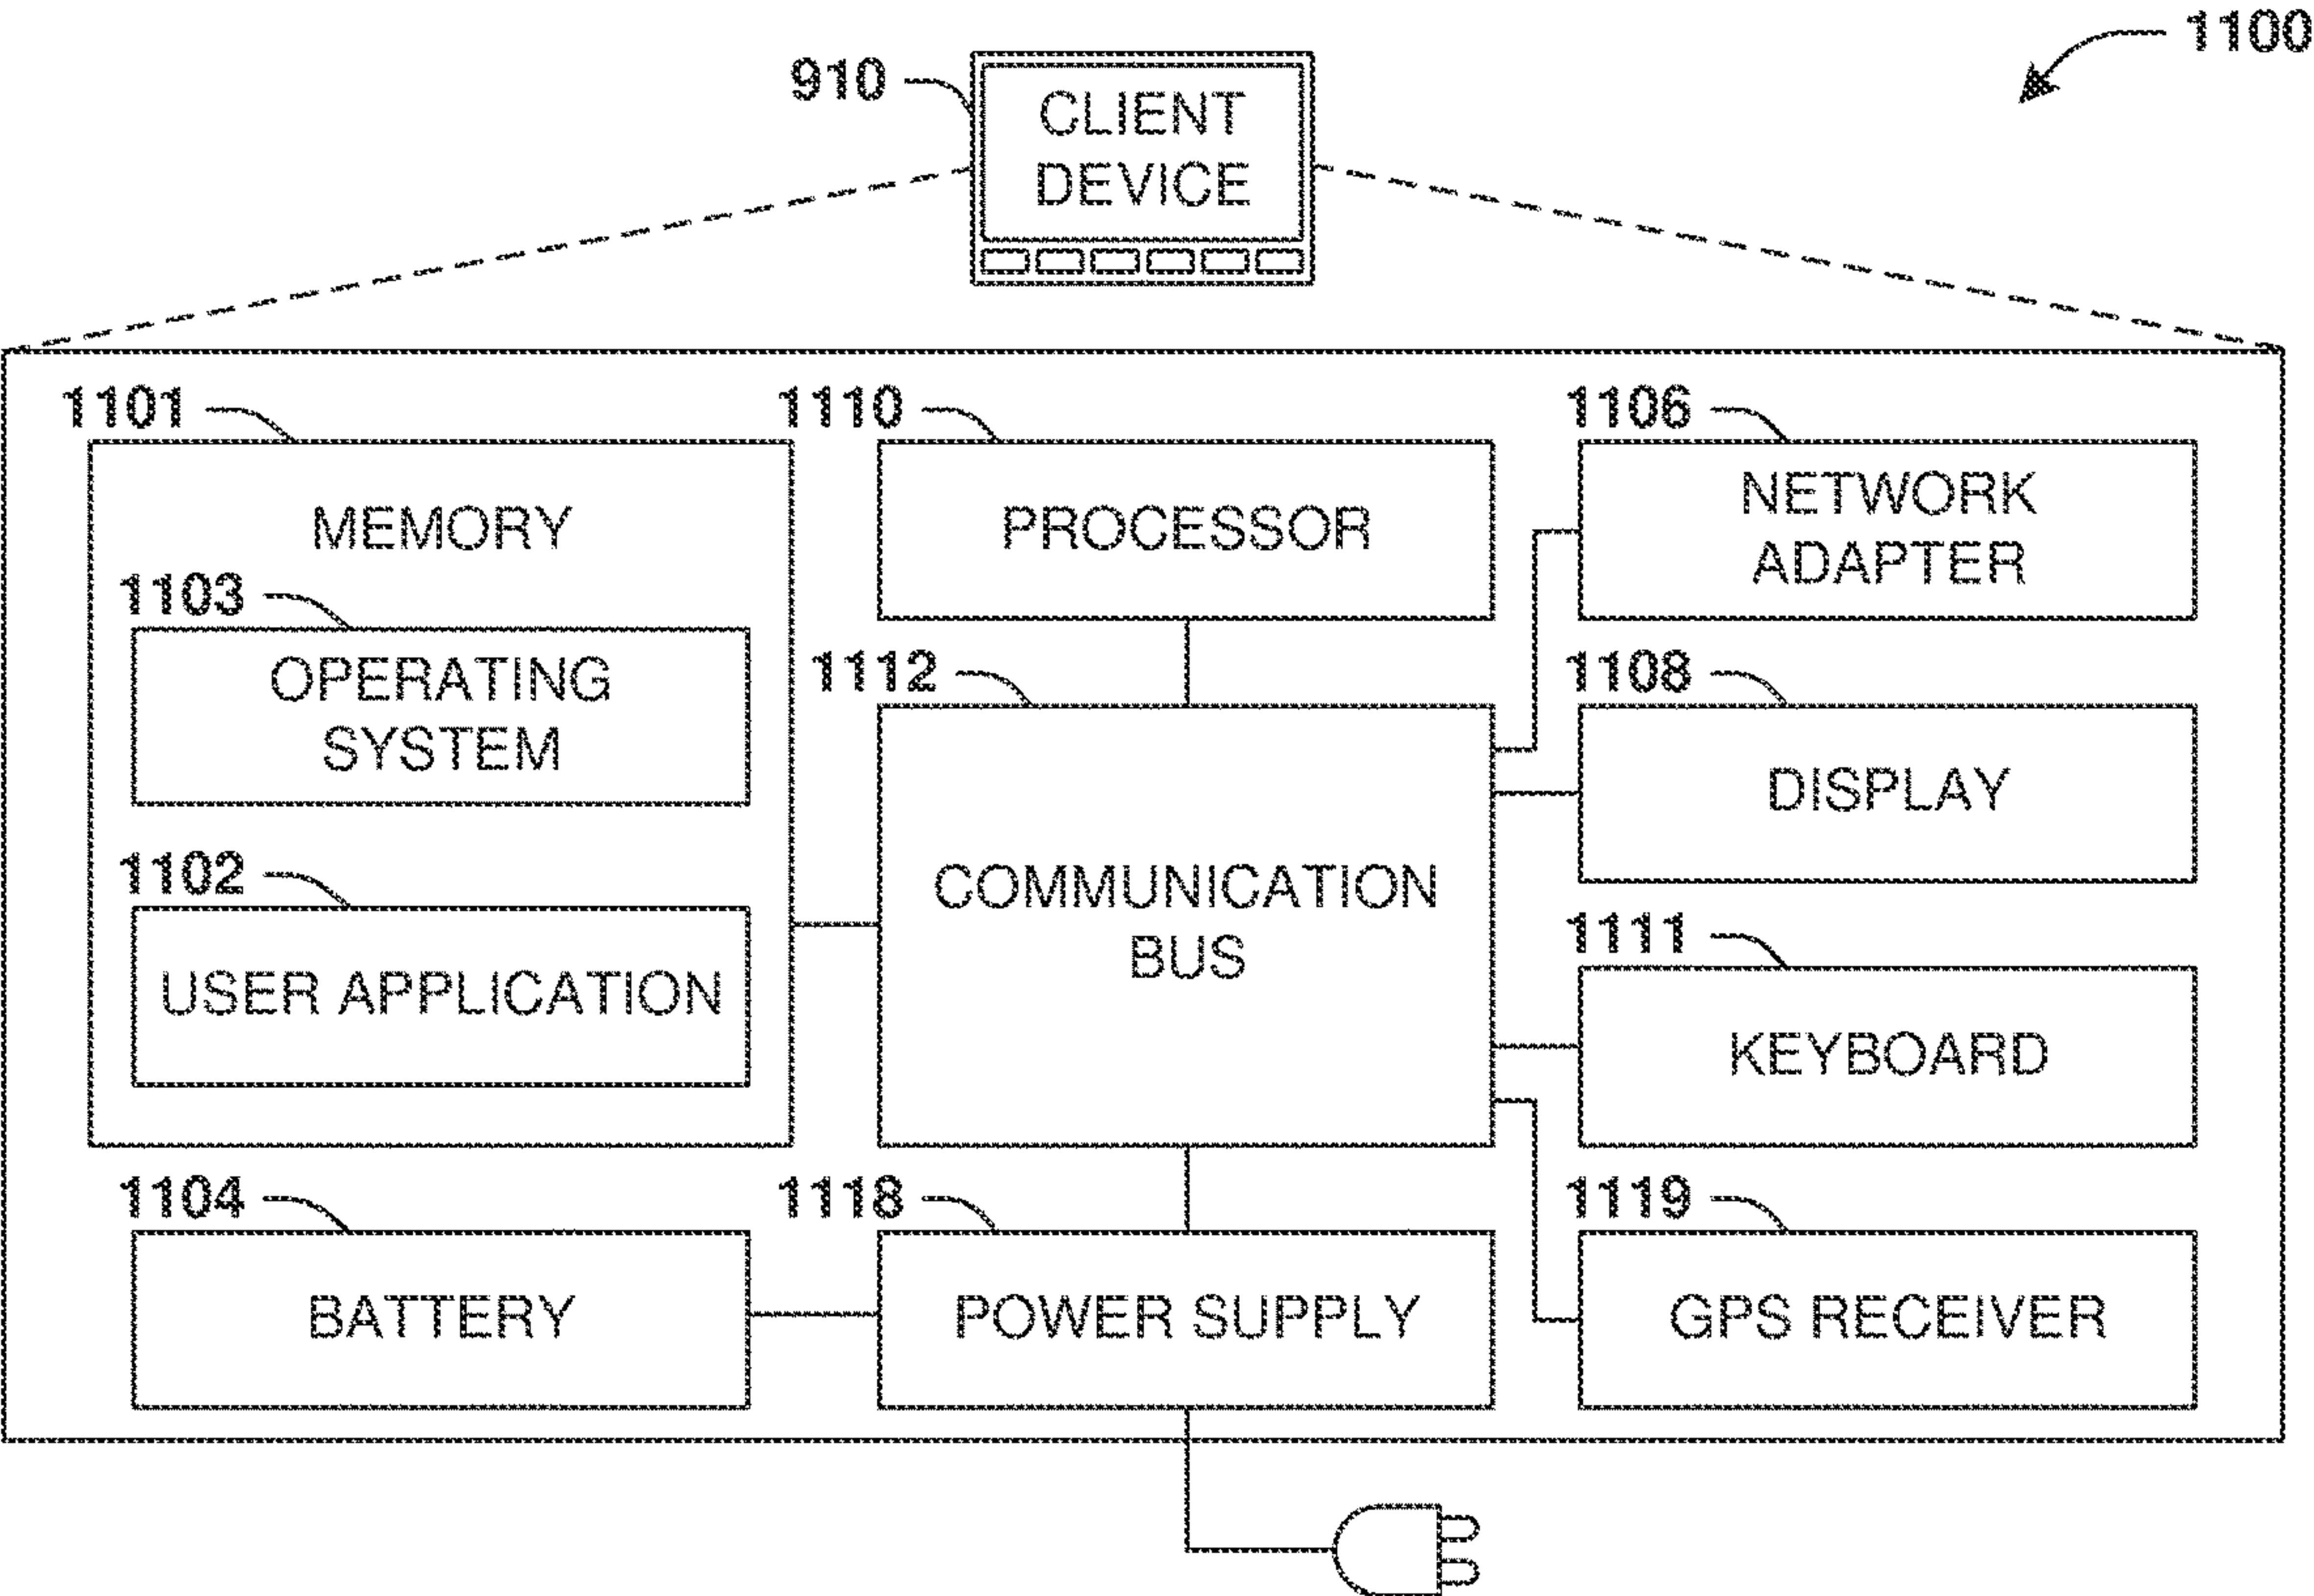 1100
910
CLIENT
DEVICE
1101
MEMORY
1103
OPERATING
SYSTEM
1102
USER APPLICATION
1104
BATTERY
1110
PROCESSOR
1112
COMMUNICATION
BUS
1118
POWER SUPPLY
1106
NETWORK
ADAPTER
1108
DISPLAY
1111
KEYBOARD
1119
GPS RECEIVER